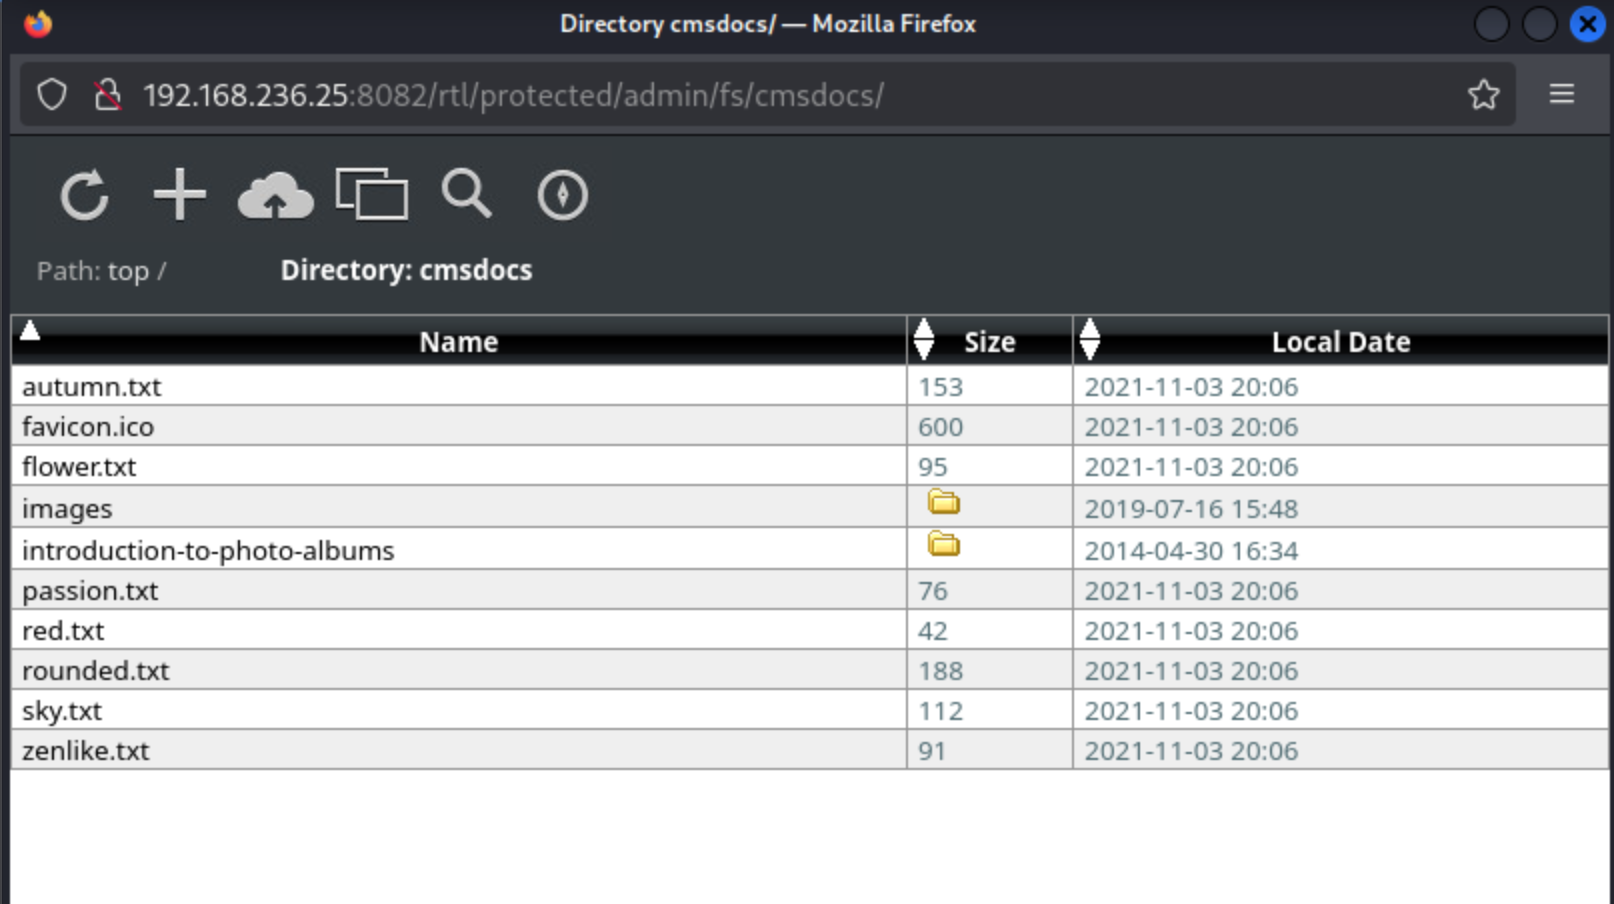 Directory cmsdocs/ — Mozilla Firefox
192.168.236.25:8082/rtl/protected/admin/fs/cmsdocs/
Path: top / Directory: cmsdocs
Name Size Local Date
autumn.txt 153 2021-11-03 20:06
favicon.ico 600 2021-11-03 20:06
flower.txt 95 2021-11-03 20:06
images 2019-07-16 15:48
introduction-to-photo-albums 2014-04-30 16:34
passion.txt 76 2021-11-03 20:06
red.txt 42 2021-11-03 20:06
rounded.txt 188 2021-11-03 20:06
sky.txt 112 2021-11-03 20:06
zenlike.txt 91 2021-11-03 20:06